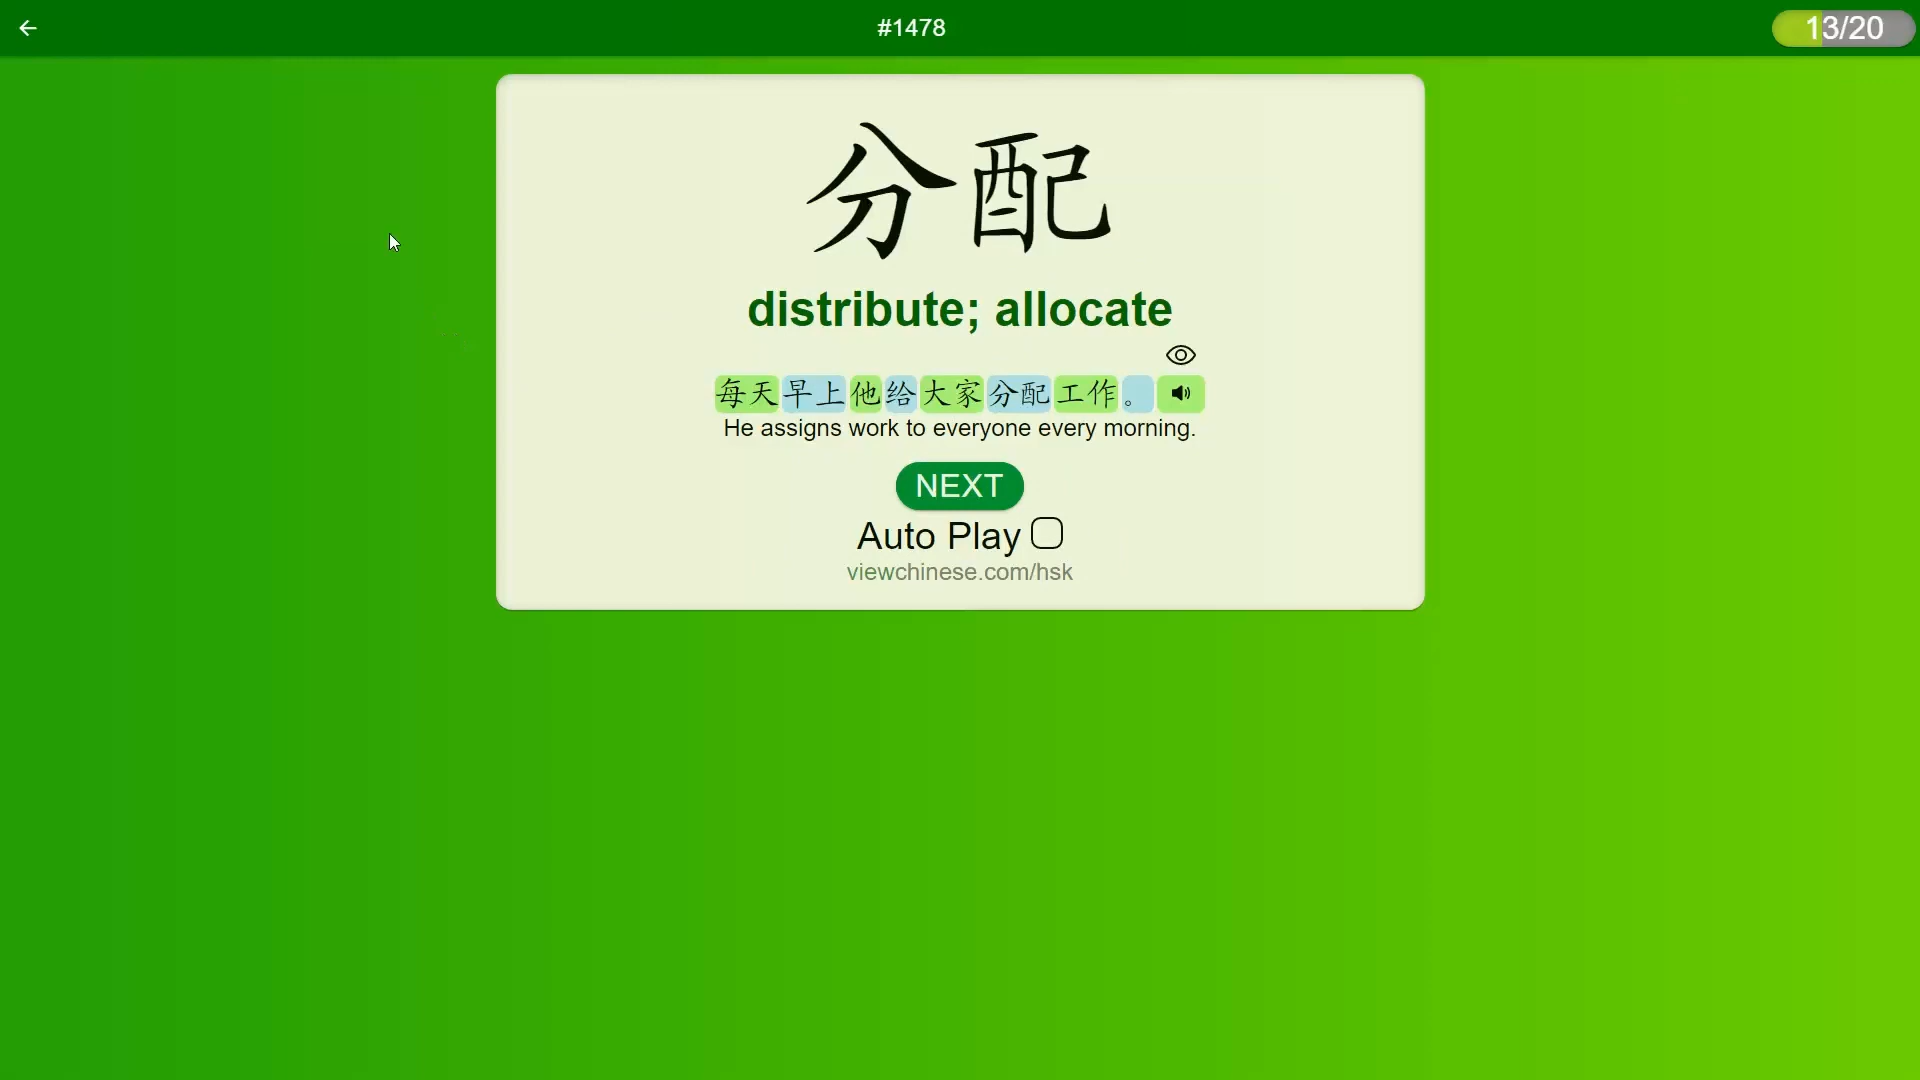 #1478
13/20
分配
distribute; allocate
每天早上他给大家分配工作。
He assigns work to everyone every morning.
NEXT
Auto Play
viewchinese.com/hsk